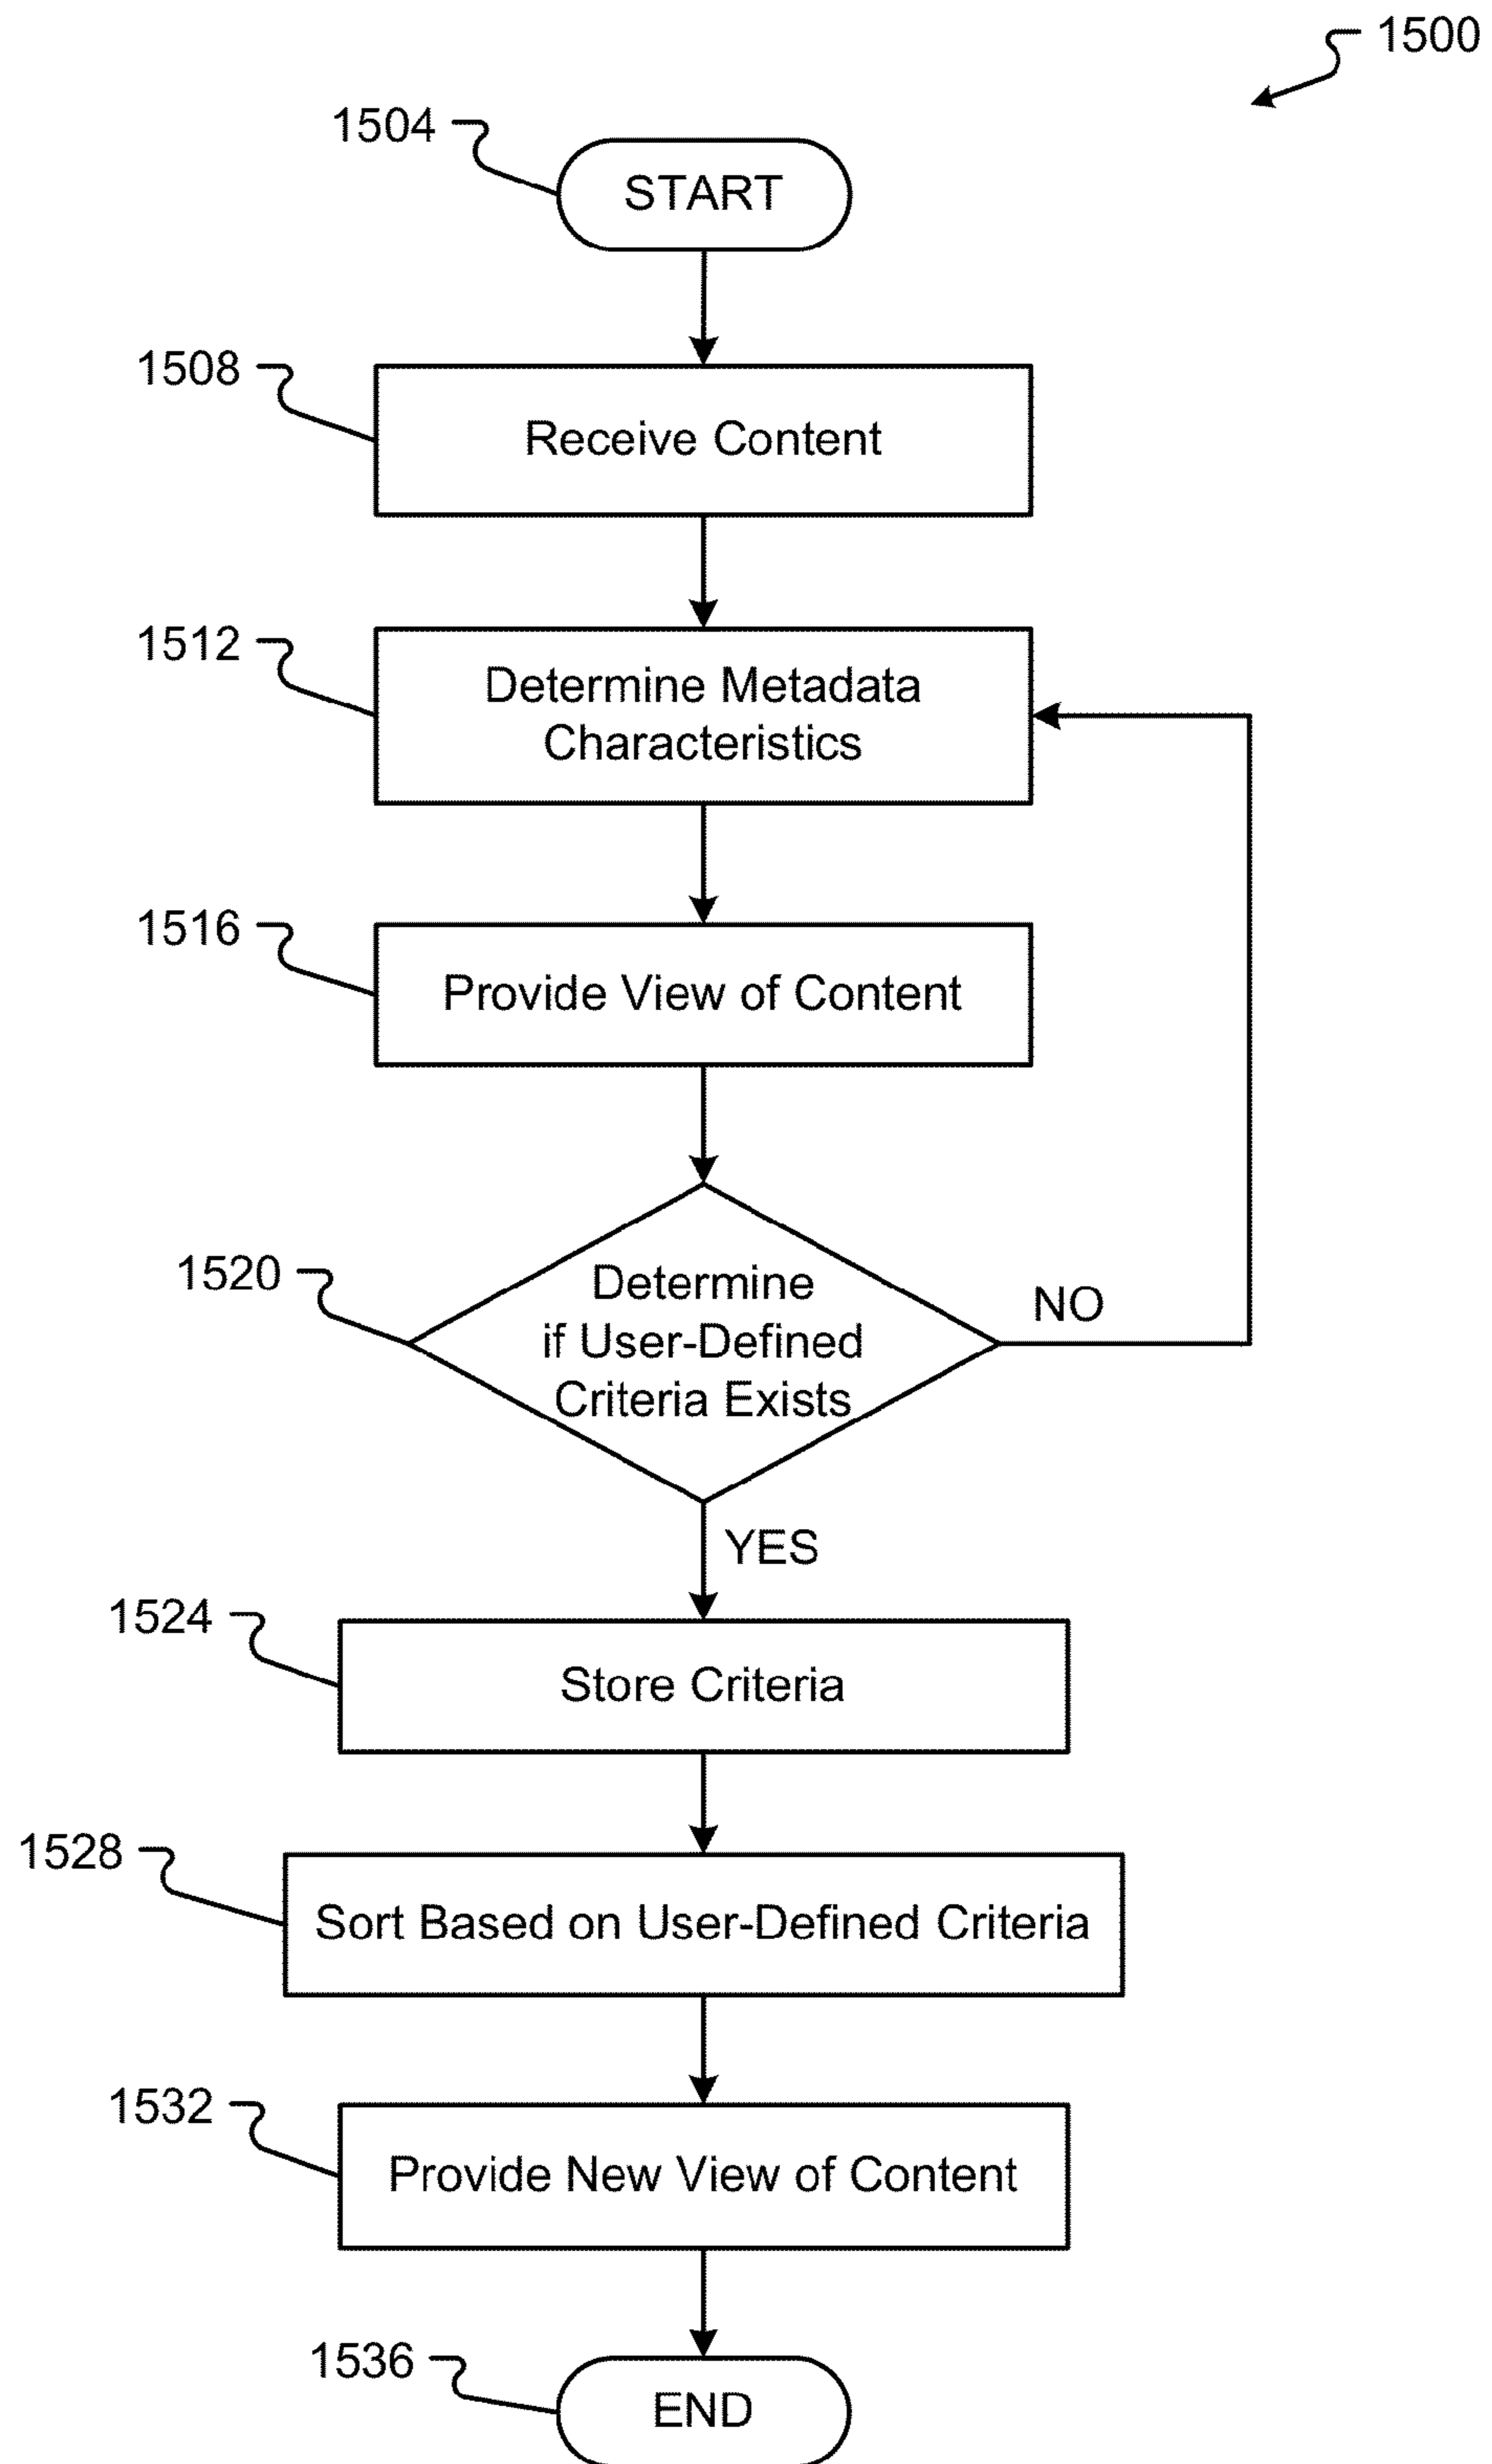 1500
1504
START
1508
Receive Content
1512
Determine Metadata
Characteristics
1516
Provide View of Content
1520
Determine
if User-Defined
Criteria Exists
NO
YES
1524
Store Criteria
1528
Sort Based on User-Defined Criteria
1532
Provide New View of Content
1536
END